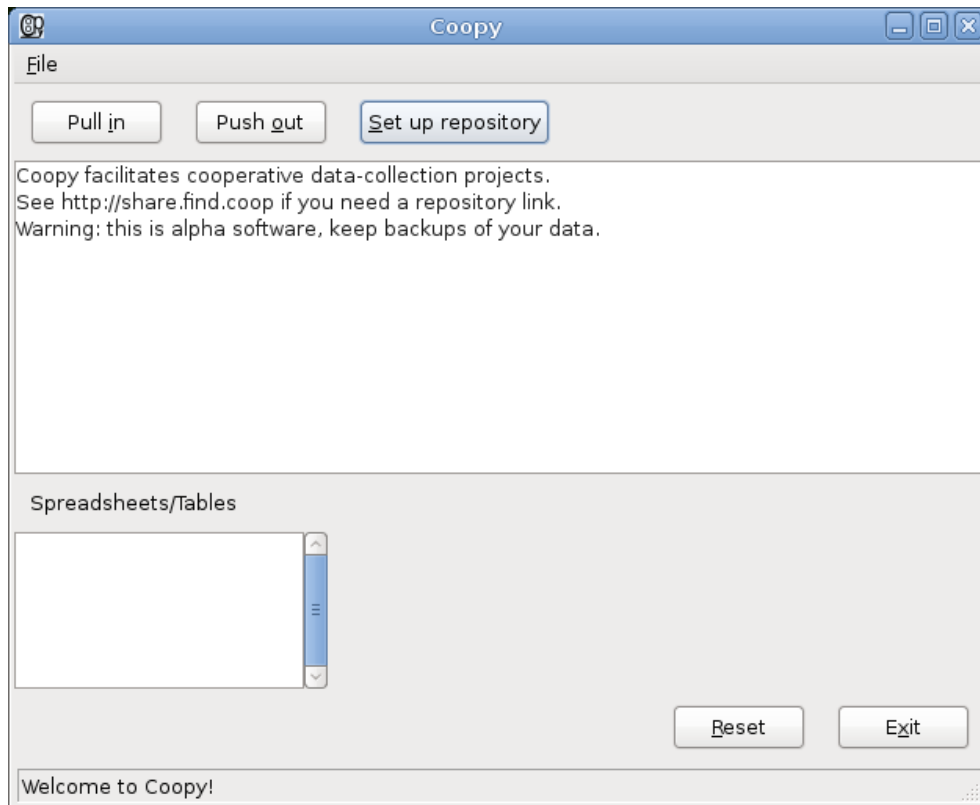 Coopy
File
Pull in Push out Set up repository
Coopy facilitates cooperative data-collection projects.
See http://share.find.coop if you need a repository link.
Warning: this is alpha software, keep backups of your data.
Spreadsheets/Tables
Reset Exit
Welcome to Coopy!